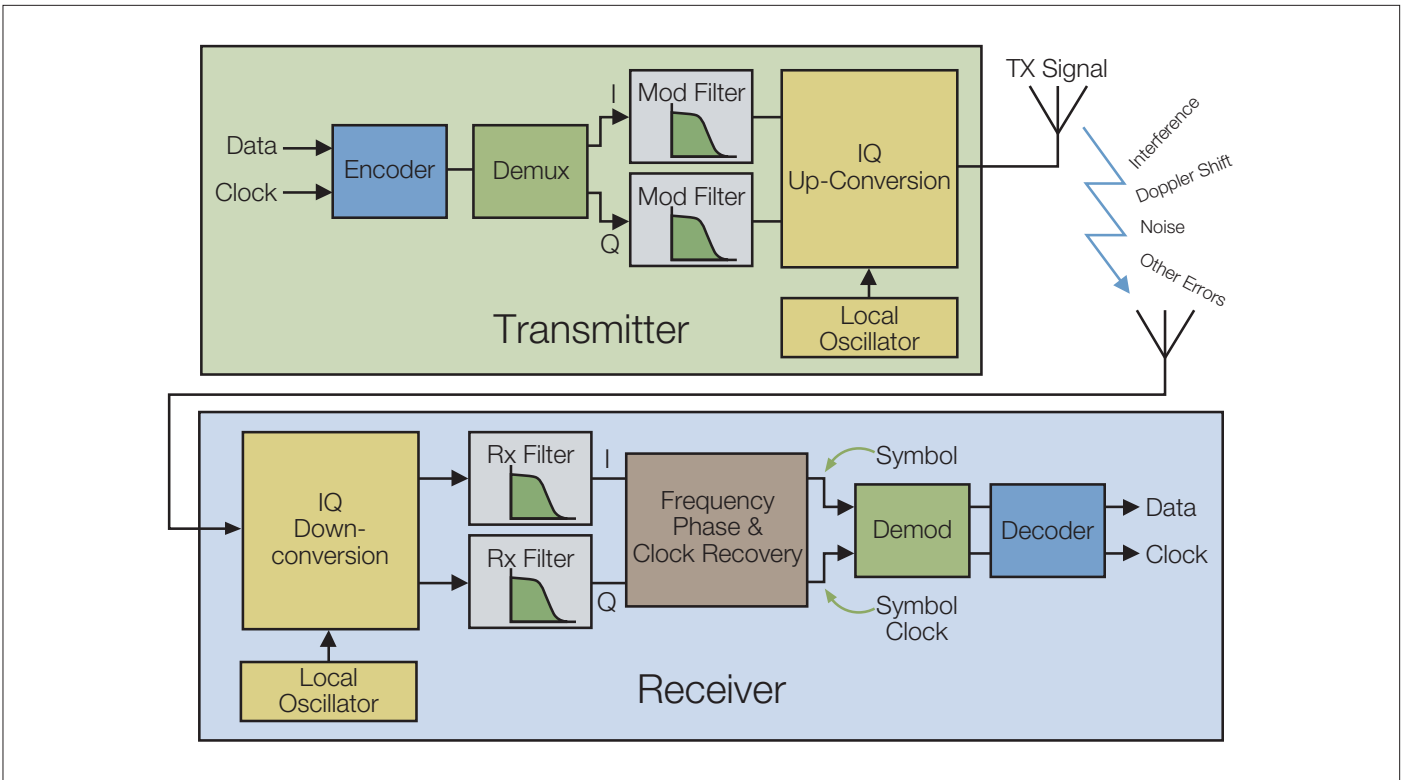 TX Signal
I
Mod Filter
Data
Clock
Encoder
Demux
IQ
Up-Conversion
Mod Filter
Q
Interference
Doppler Shift
Noise
Other Errors
Local
Oscillator
Transmitter
Rx Filter
I
Symbol
IQ
Down-
conversion
Frequency
Phase &
Clock Recovery
Demod
Decoder
Data
Clock
Rx Filter
Q
Symbol
Clock
Local
Oscillator
Receiver